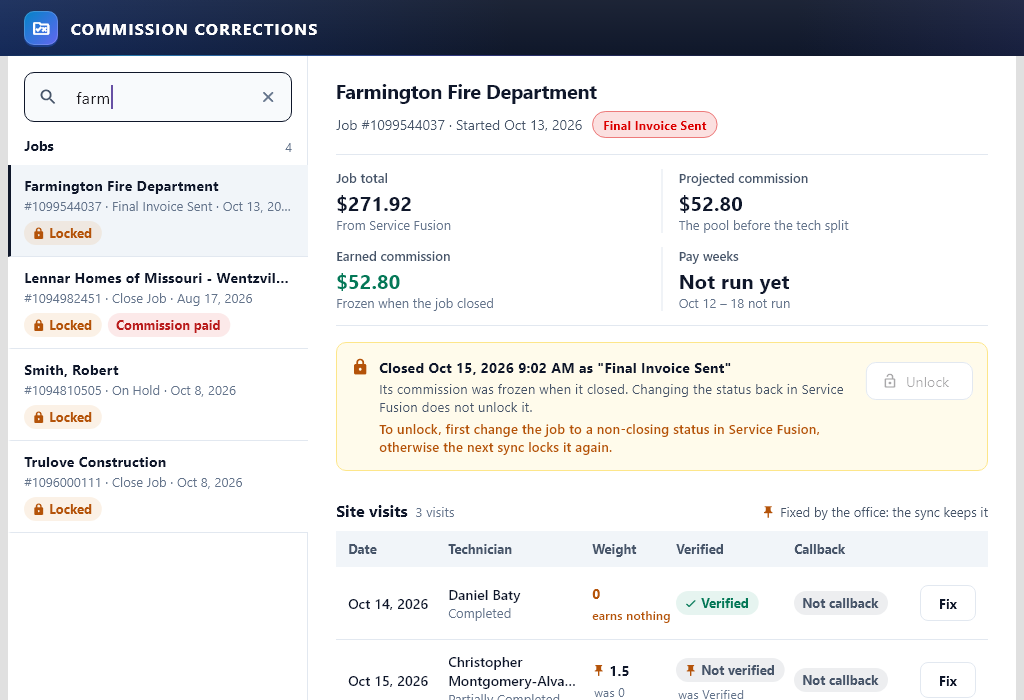 COMMISSION CORRECTIONS
farm
Jobs 4
Farmington Fire Department
#1099544037 · Final Invoice Sent · Oct 13, 20...
Locked
Lennar Homes of Missouri - Wentzvil...
#1094982451 · Close Job · Aug 17, 2026
Locked Commission paid
Smith, Robert
#1094810505 · On Hold · Oct 8, 2026
Locked
Trulove Construction
#1096000111 · Close Job · Oct 8, 2026
Locked
Farmington Fire Department
Job #1099544037 · Started Oct 13, 2026 Final Invoice Sent
Job total
$271.92
From Service Fusion
Projected commission
$52.80
The pool before the tech split
Earned commission
$52.80
Frozen when the job closed
Pay weeks
Not run yet
Oct 12 – 18 not run
Closed Oct 15, 2026 9:02 AM as "Final Invoice Sent"
Its commission was frozen when it closed. Changing the status back in Service
Fusion does not unlock it.
To unlock, first change the job to a non-closing status in Service Fusion,
otherwise the next sync locks it again.
Unlock
Site visits 3 visits
Fixed by the office: the sync keeps it
Date Technician Weight Verified Callback
Oct 14, 2026
Daniel Baty
Completed
0
earns nothing
Verified
Not callback
Fix
Oct 15, 2026
Christopher
Montgomery-Alva...
Partially Completed
1.5
was 0
Not verified
was Verified
Not callback
Fix